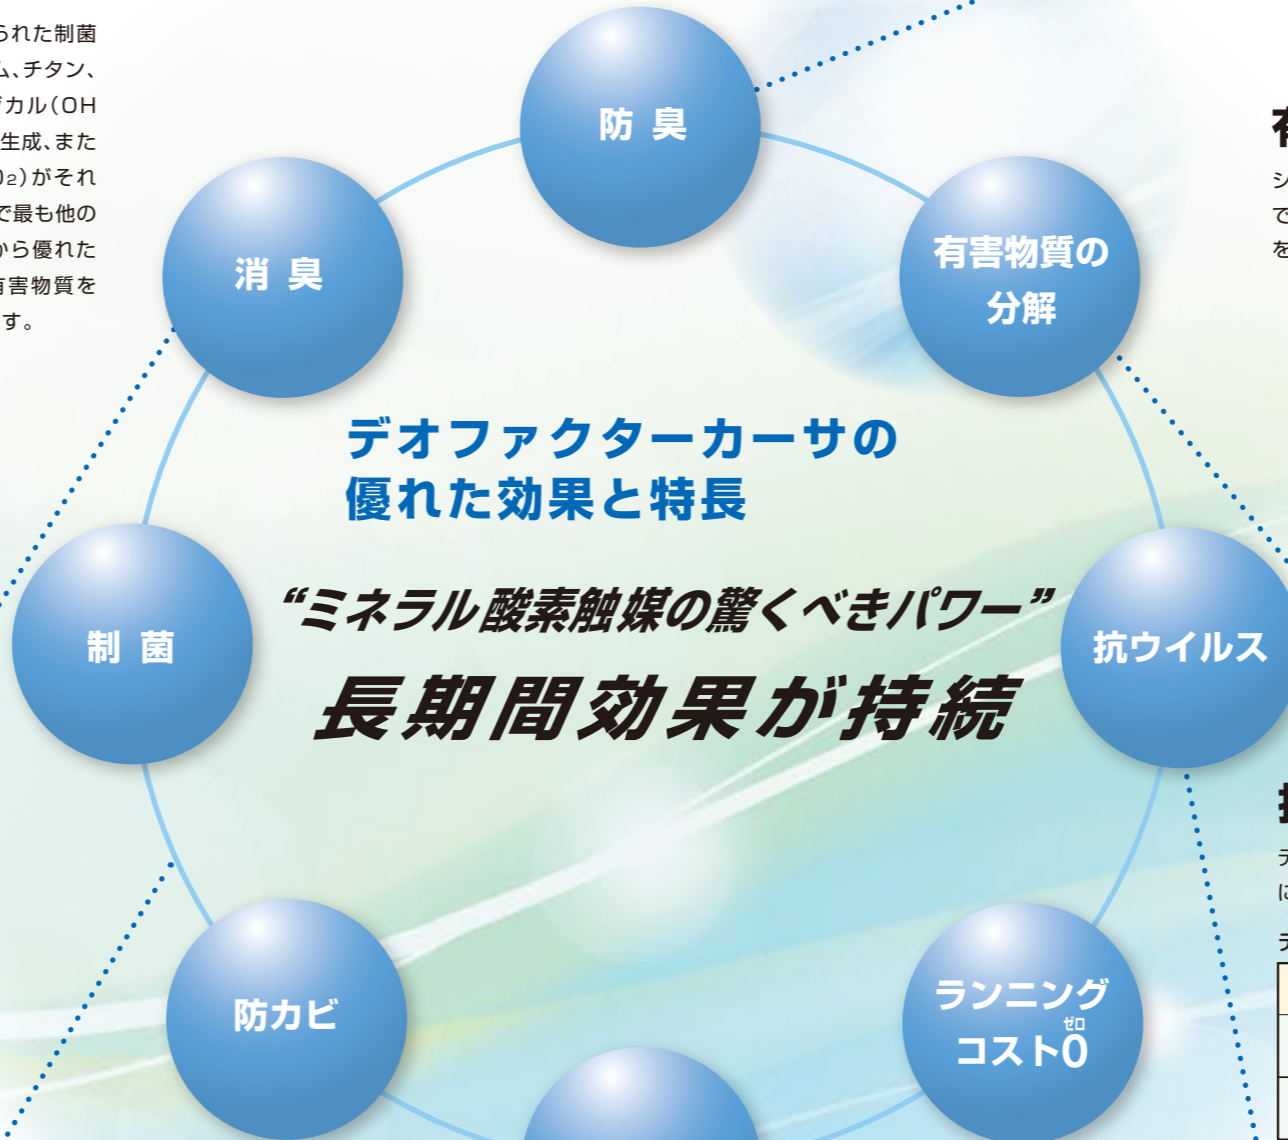 られた制菌
ム、チタン、
カル(OH
生成、また
O₂)がそれ
で最も他の
から優れた
有害物質を
す。
防 臭
消 臭
有害物質の
分解
デオファクターカーサの
優れた効果と特長
“ミネラル酸素触媒の驚くべきパワー”
長期間効果が持続
制 菌
抗ウイルス
防カビ
ランニング
ゼロ
コスト0
シ
で
を
に